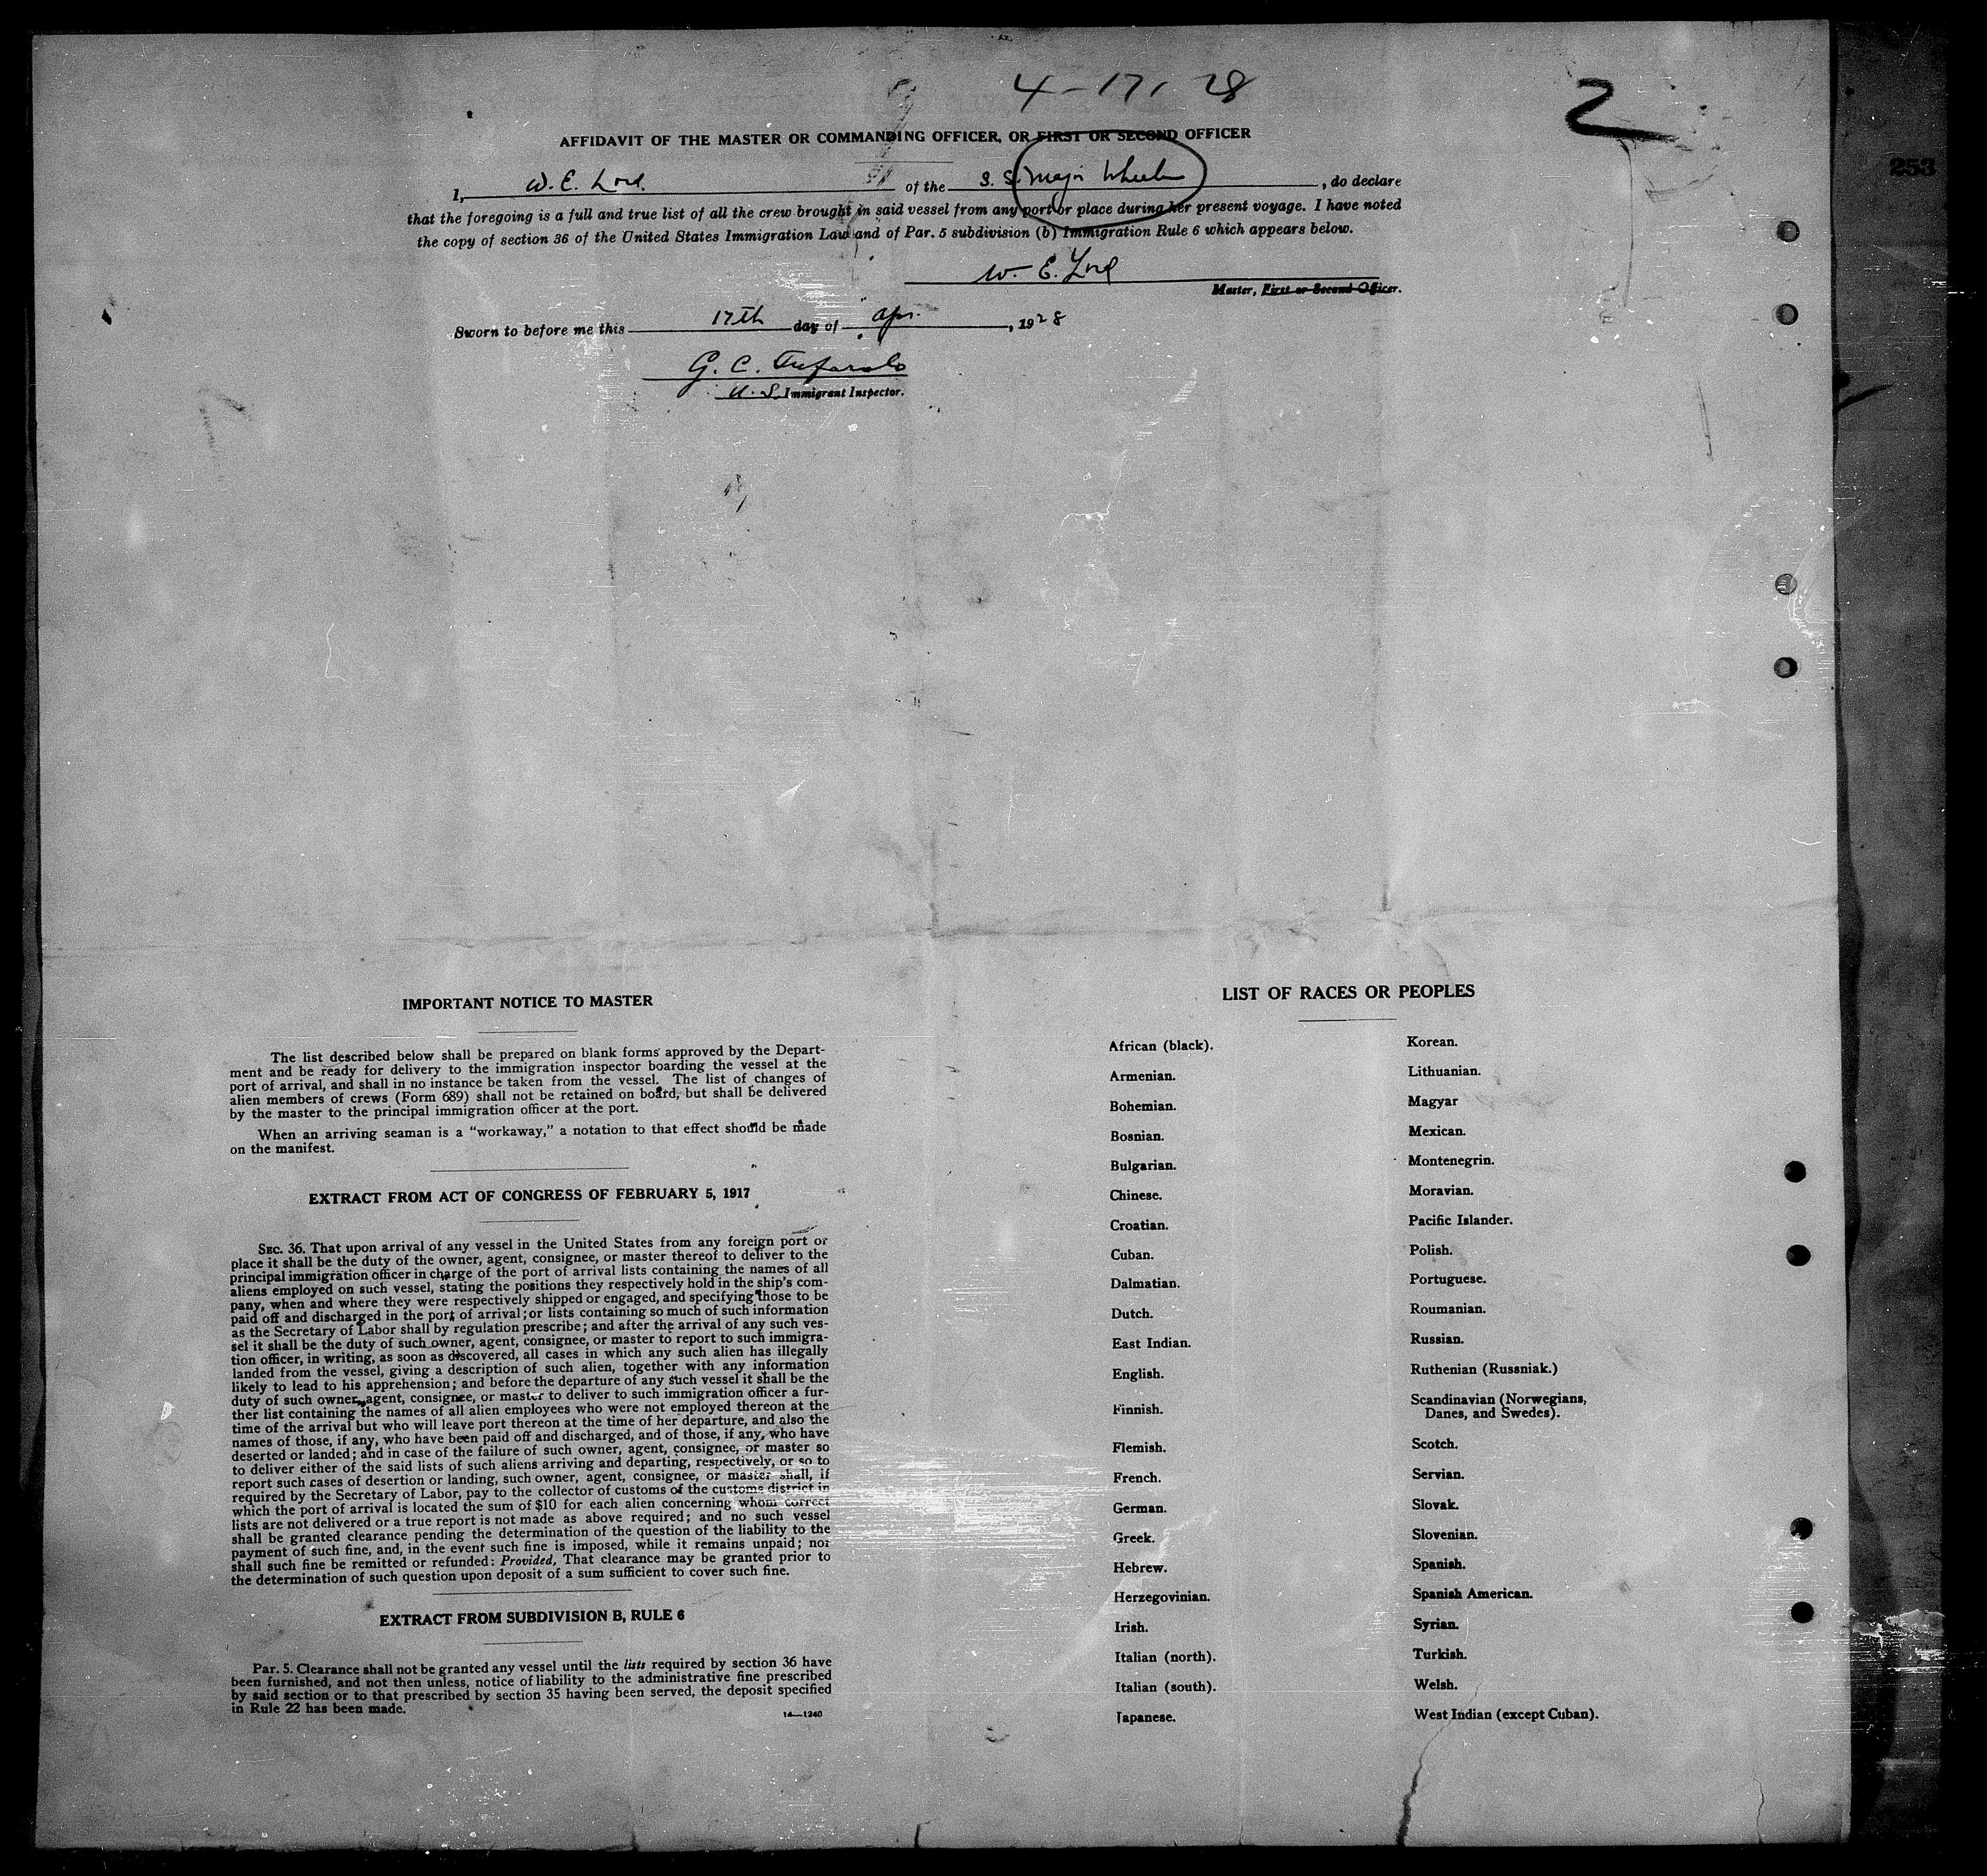 4-17, 28
2
253
AFFIDAVIT OF THE MASTER OR COMMANDING OFFICER, OR FIRST OR SECOND OFFICER
I, W. E. Lord. of the S. S. Major Wheeler, do declare
that the foregoing is a full and true list of all the crew brought in said vessel from any port or place during her present voyage. I have noted
the copy of section 36 of the United States Immigration Law and of Par. 5 subdivision (b) Immigration Rule 6 which appears below.
W. E. Lord
Master, First or Second Officer.
Sworn to before me this 17th day of Apr. , 1928
G. C.
U. S. Immigrant Inspector.
IMPORTANT NOTICE TO MASTER
The list described below shall be prepared on blank forms approved by the Depart-
ment and be ready for delivery to the immigration inspector boarding the vessel at the
port of arrival, and shall in no instance be taken from the vessel. The list of changes of
alien members of crews (Form 689) shall not be retained on board, but shall be delivered
by the master to the principal immigration officer at the port.
When an arriving seaman is a "workaway," a notation to that effect should be made
on the manifest.
EXTRACT FROM ACT OF CONGRESS OF FEBRUARY 5, 1917
SEC. 36. That upon arrival of any vessel in the United States from any foreign port or
place it shall be the duty of the owner, agent, consignee, or master thereof to deliver to the
principal immigration officer in charge of the port of arrival lists containing the names of all
aliens employed on such vessel, stating the positions they respectively hold in the ship's com-
pany, when and where they were respectively shipped or engaged, and specifying those to be
paid off and discharged in the port of arrival; or lists containing so much of such information
as the Secretary of Labor shall by regulation prescribe; and after the arrival of any such ves-
sel it shall be the duty of such owner, agent, consignee, or master to report to such immigra-
tion officer, in writing, as soon as discovered, all cases in which any such alien has illegally
landed from the vessel, giving a description of such alien, together with any information
likely to lead to his apprehension; and before the departure of any such vessel it shall be the
duty of such owner, agent, consignee, or master to deliver to such immigration officer a fur-
ther list containing the names of all alien employees who were not employed thereon at the
time of the arrival but who will leave port thereon at the time of her departure, and also the
names of those, if any, who have been paid off and discharged, and of those, if any, who have
deserted or landed; and in case of the failure of such owner, agent, consignee, or master so
to deliver either of the said lists of such aliens arriving and departing, respectively, or so to
report such cases of desertion or landing, such owner, agent, consignee, or master shall, if
required by the Secretary of Labor, pay to the collector of customs of the customs district in
which the port of arrival is located the sum of $10 for each alien concerning whom correct
lists are not delivered or a true report is not made as above required; and no such vessel
shall be granted clearance pending the determination of the question of the liability to the
payment of such fine, and, in the event such fine is imposed, while it remains unpaid; nor
shall such fine be remitted or refunded: Provided, That clearance may be granted prior to
the determination of such question upon deposit of a sum sufficient to cover such fine.
EXTRACT FROM SUBDIVISION B, RULE 6
Par. 5. Clearance shall not be granted any vessel until the lists required by section 36 have
been furnished, and not then unless, notice of liability to the administrative fine prescribed
by said section or to that prescribed by section 35 having been served, the deposit specified
in Rule 22 has been made.
14—1240
LIST OF RACES OR PEOPLES
African (black).
Armenian.
Bohemian.
Bosnian.
Bulgarian.
Chinese.
Croatian.
Cuban.
Dalmatian.
Dutch.
East Indian.
English.
Finnish.
Flemish.
French.
German.
Greek.
Hebrew.
Herzegovinian.
Irish.
Italian (north).
Italian (south).
Japanese.
Korean.
Lithuanian.
Magyar
Mexican.
Montenegrin.
Moravian.
Pacific Islander.
Polish.
Portuguese.
Roumanian.
Russian.
Ruthenian (Russniak.)
Scandinavian (Norwegians,
Danes, and Swedes).
Scotch.
Servian.
Slovak.
Slovenian.
Spanish.
Spanish American.
Syrian.
Turkish.
Welsh.
West Indian (except Cuban).